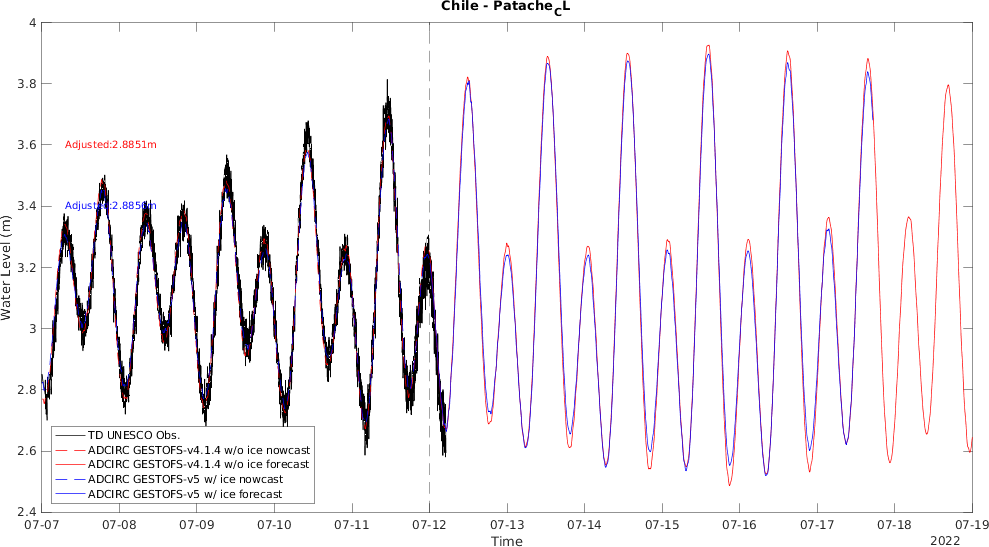 Chile - Patache_CL
4
3.8
3.6
3.4
3.2
3
2.8
2.6
2.4
Water Level (m)
Adjusted:2.8851m
Adjusted:2.8856m
TD UNESCO Obs.
ADCIRC GESTOFS-v4.1.4 w/o ice nowcast
ADCIRC GESTOFS-v4.1.4 w/o ice forecast
ADCIRC GESTOFS-v5 w/ ice nowcast
ADCIRC GESTOFS-v5 w/ ice forecast
07-07 07-08 07-09 07-10 07-11 07-12 07-13 07-14 07-15 07-16 07-17 07-18 07-19
Time
2022